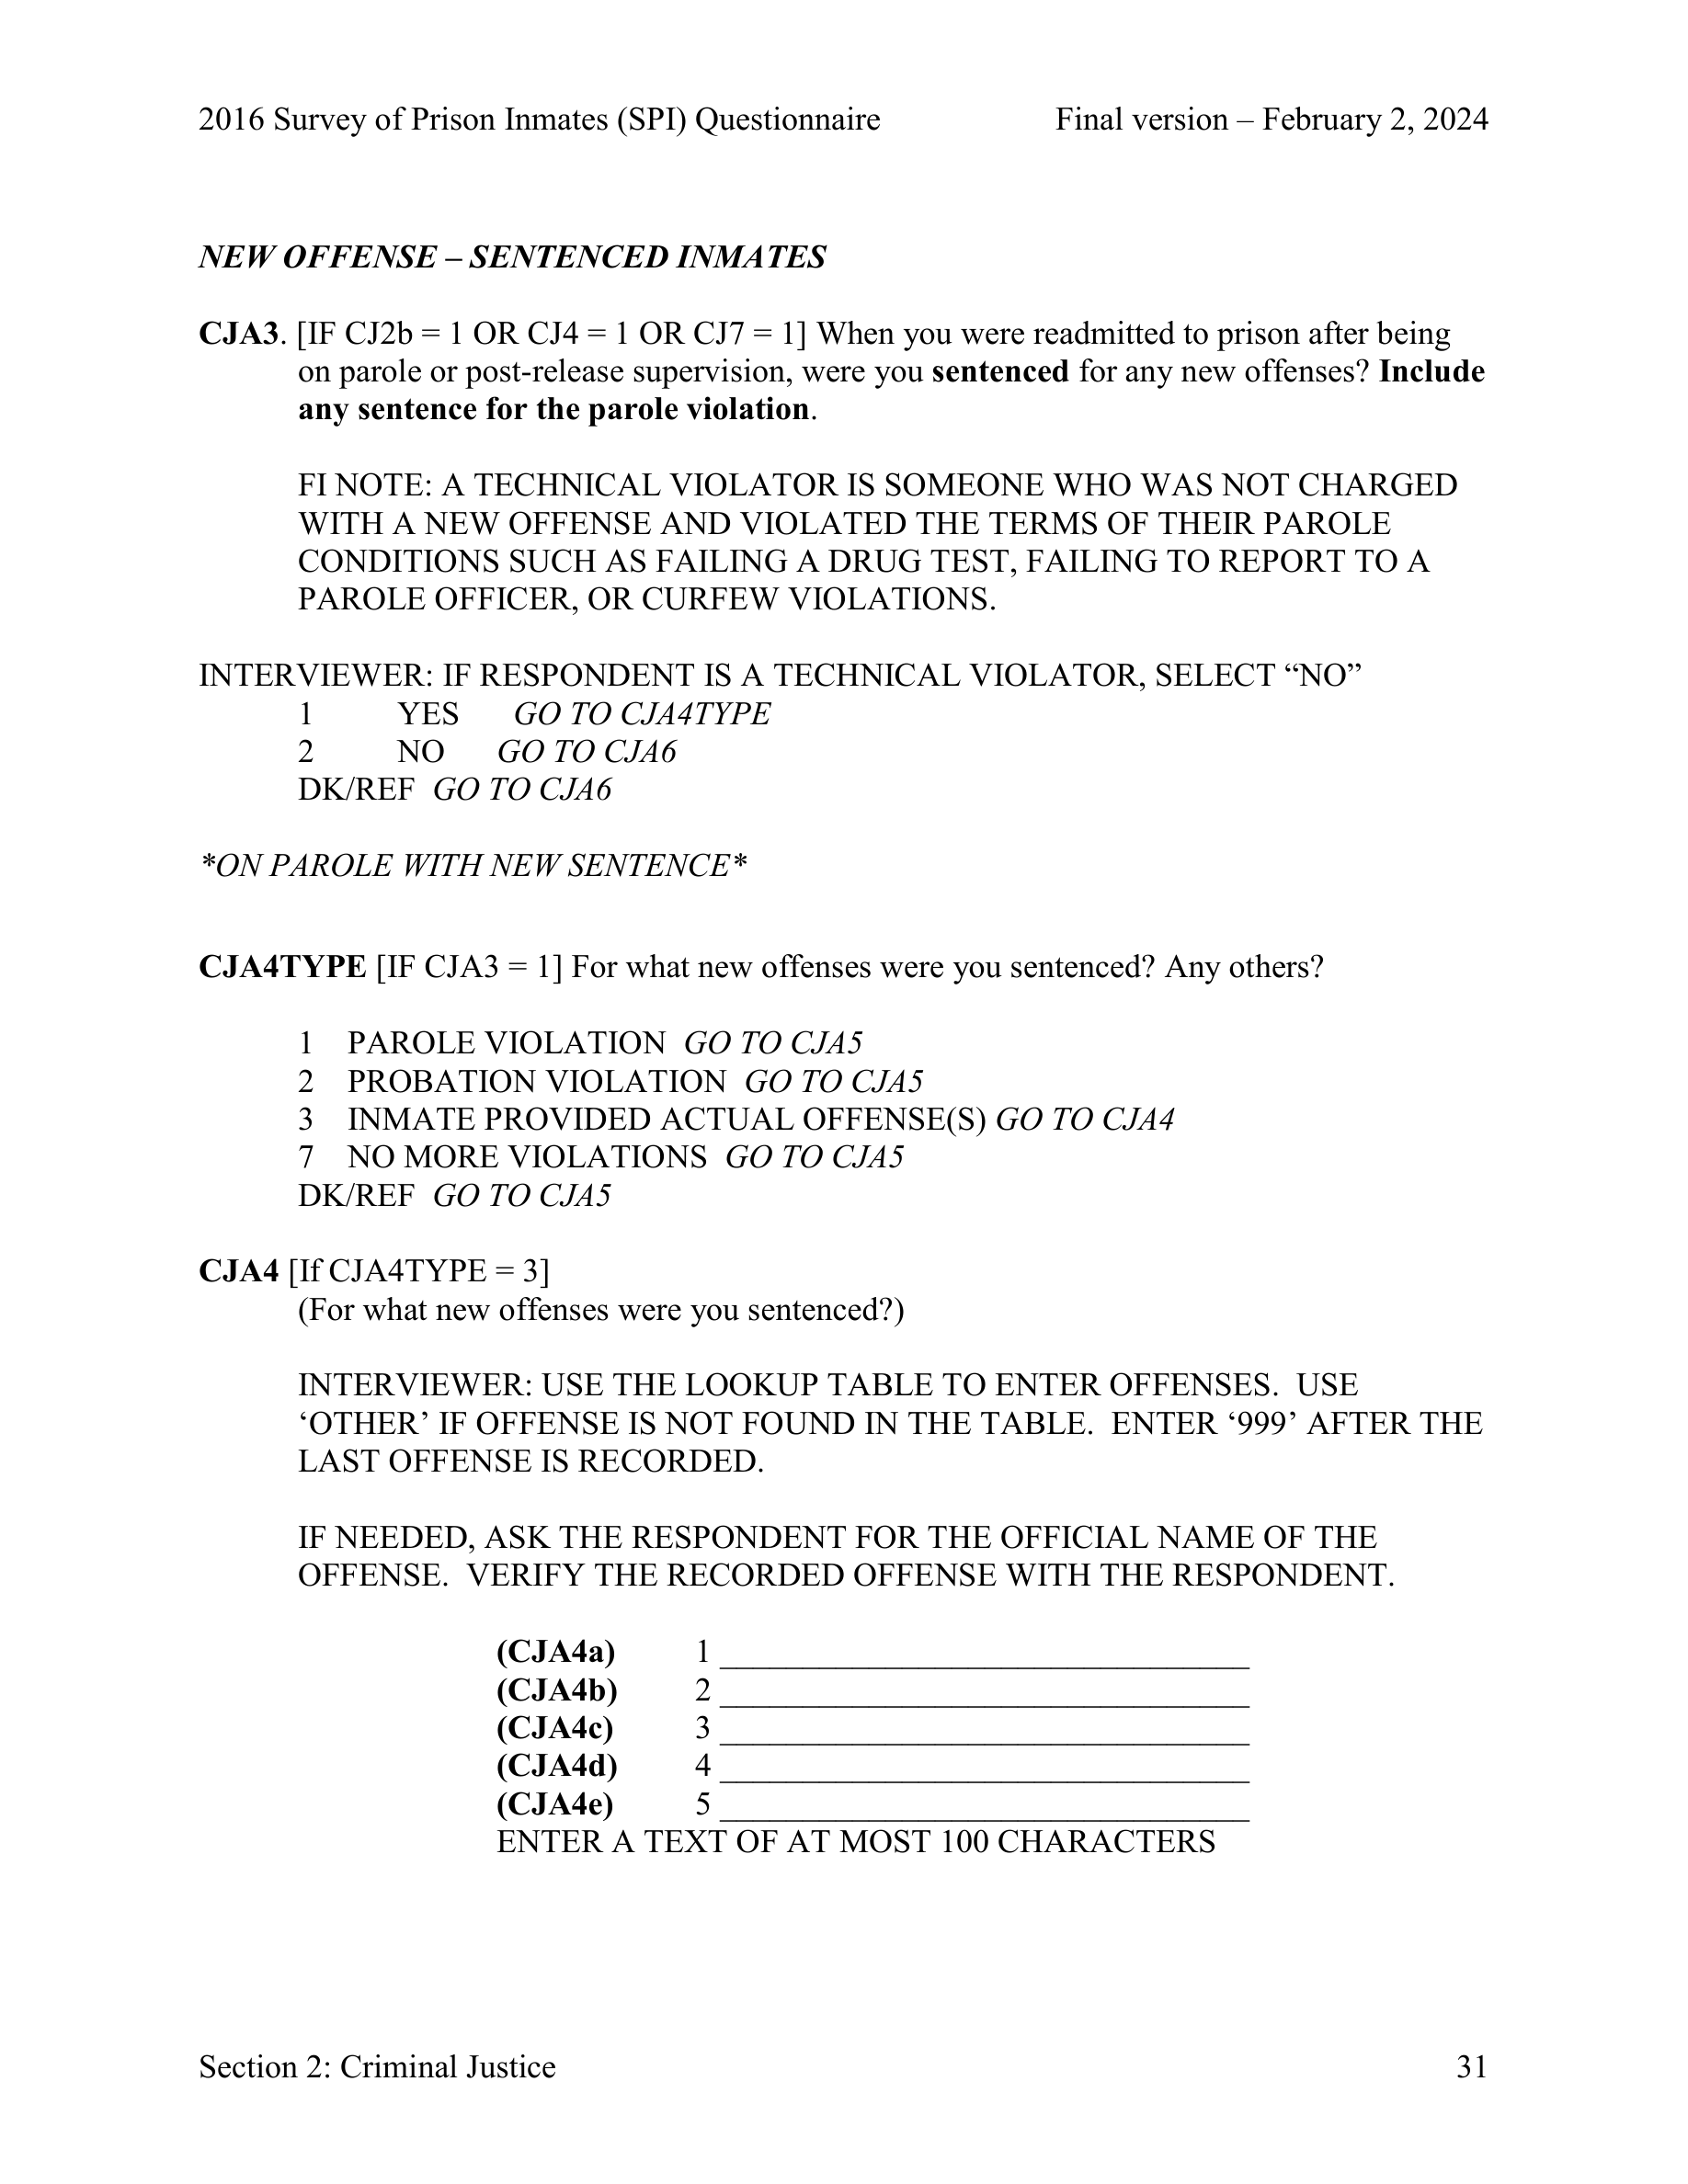 2016 Survey of Prison Inmates (SPI) Questionnaire Final version – February 2, 2024
NEW OFFENSE – SENTENCED INMATES
CJA3. [IF CJ2b = 1 OR CJ4 = 1 OR CJ7 = 1] When you were readmitted to prison after being
on parole or post-release supervision, were you sentenced for any new offenses? Include
any sentence for the parole violation.
FI NOTE: A TECHNICAL VIOLATOR IS SOMEONE WHO WAS NOT CHARGED
WITH A NEW OFFENSE AND VIOLATED THE TERMS OF THEIR PAROLE
CONDITIONS SUCH AS FAILING A DRUG TEST, FAILING TO REPORT TO A
PAROLE OFFICER, OR CURFEW VIOLATIONS.
INTERVIEWER: IF RESPONDENT IS A TECHNICAL VIOLATOR, SELECT “NO”
1 YES GO TO CJA4TYPE
2 NO GO TO CJA6
DK/REF GO TO CJA6
*ON PAROLE WITH NEW SENTENCE*
CJA4TYPE [IF CJA3 = 1] For what new offenses were you sentenced? Any others?
1 PAROLE VIOLATION GO TO CJA5
2 PROBATION VIOLATION GO TO CJA5
3 INMATE PROVIDED ACTUAL OFFENSE(S) GO TO CJA4
7 NO MORE VIOLATIONS GO TO CJA5
DK/REF GO TO CJA5
CJA4 [If CJA4TYPE = 3]
(For what new offenses were you sentenced?)
INTERVIEWER: USE THE LOOKUP TABLE TO ENTER OFFENSES. USE
‘OTHER’ IF OFFENSE IS NOT FOUND IN THE TABLE. ENTER ‘999’ AFTER THE
LAST OFFENSE IS RECORDED.
IF NEEDED, ASK THE RESPONDENT FOR THE OFFICIAL NAME OF THE
OFFENSE. VERIFY THE RECORDED OFFENSE WITH THE RESPONDENT.
(CJA4a) 1 ________________________________
(CJA4b) 2 ________________________________
(CJA4c) 3 ________________________________
(CJA4d) 4 ________________________________
(CJA4e) 5 ________________________________
ENTER A TEXT OF AT MOST 100 CHARACTERS
Section 2: Criminal Justice 31